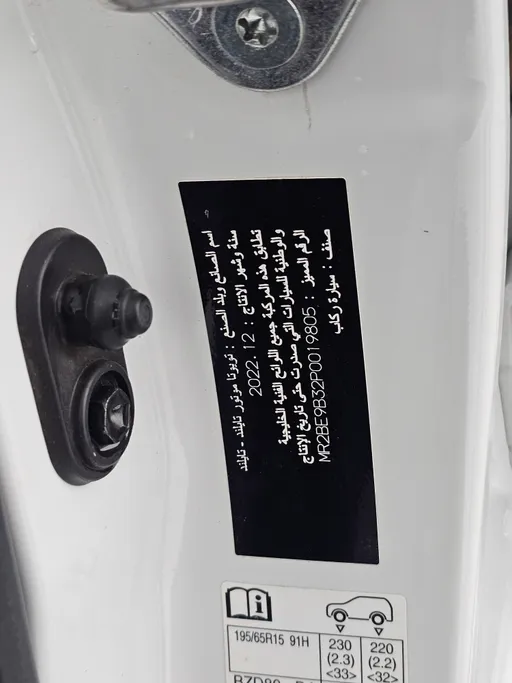 اسم الصانع وبلد الصنع : تويوتا موتور تايلند - تايلند
سنة وشهر الانتاج : 2022.12
تطابق هذه المركبة جميع اللوائح الفنية الخليجية
والوطنية للسيارات التي صدرت حتى تاريخ الإنتاج
الرقم المميز : MR2BE9B32P0019805
صنف : سيارة ركاب
195/65R15 91H
230
(2.3)
<33>
220
(2.2)
<32>